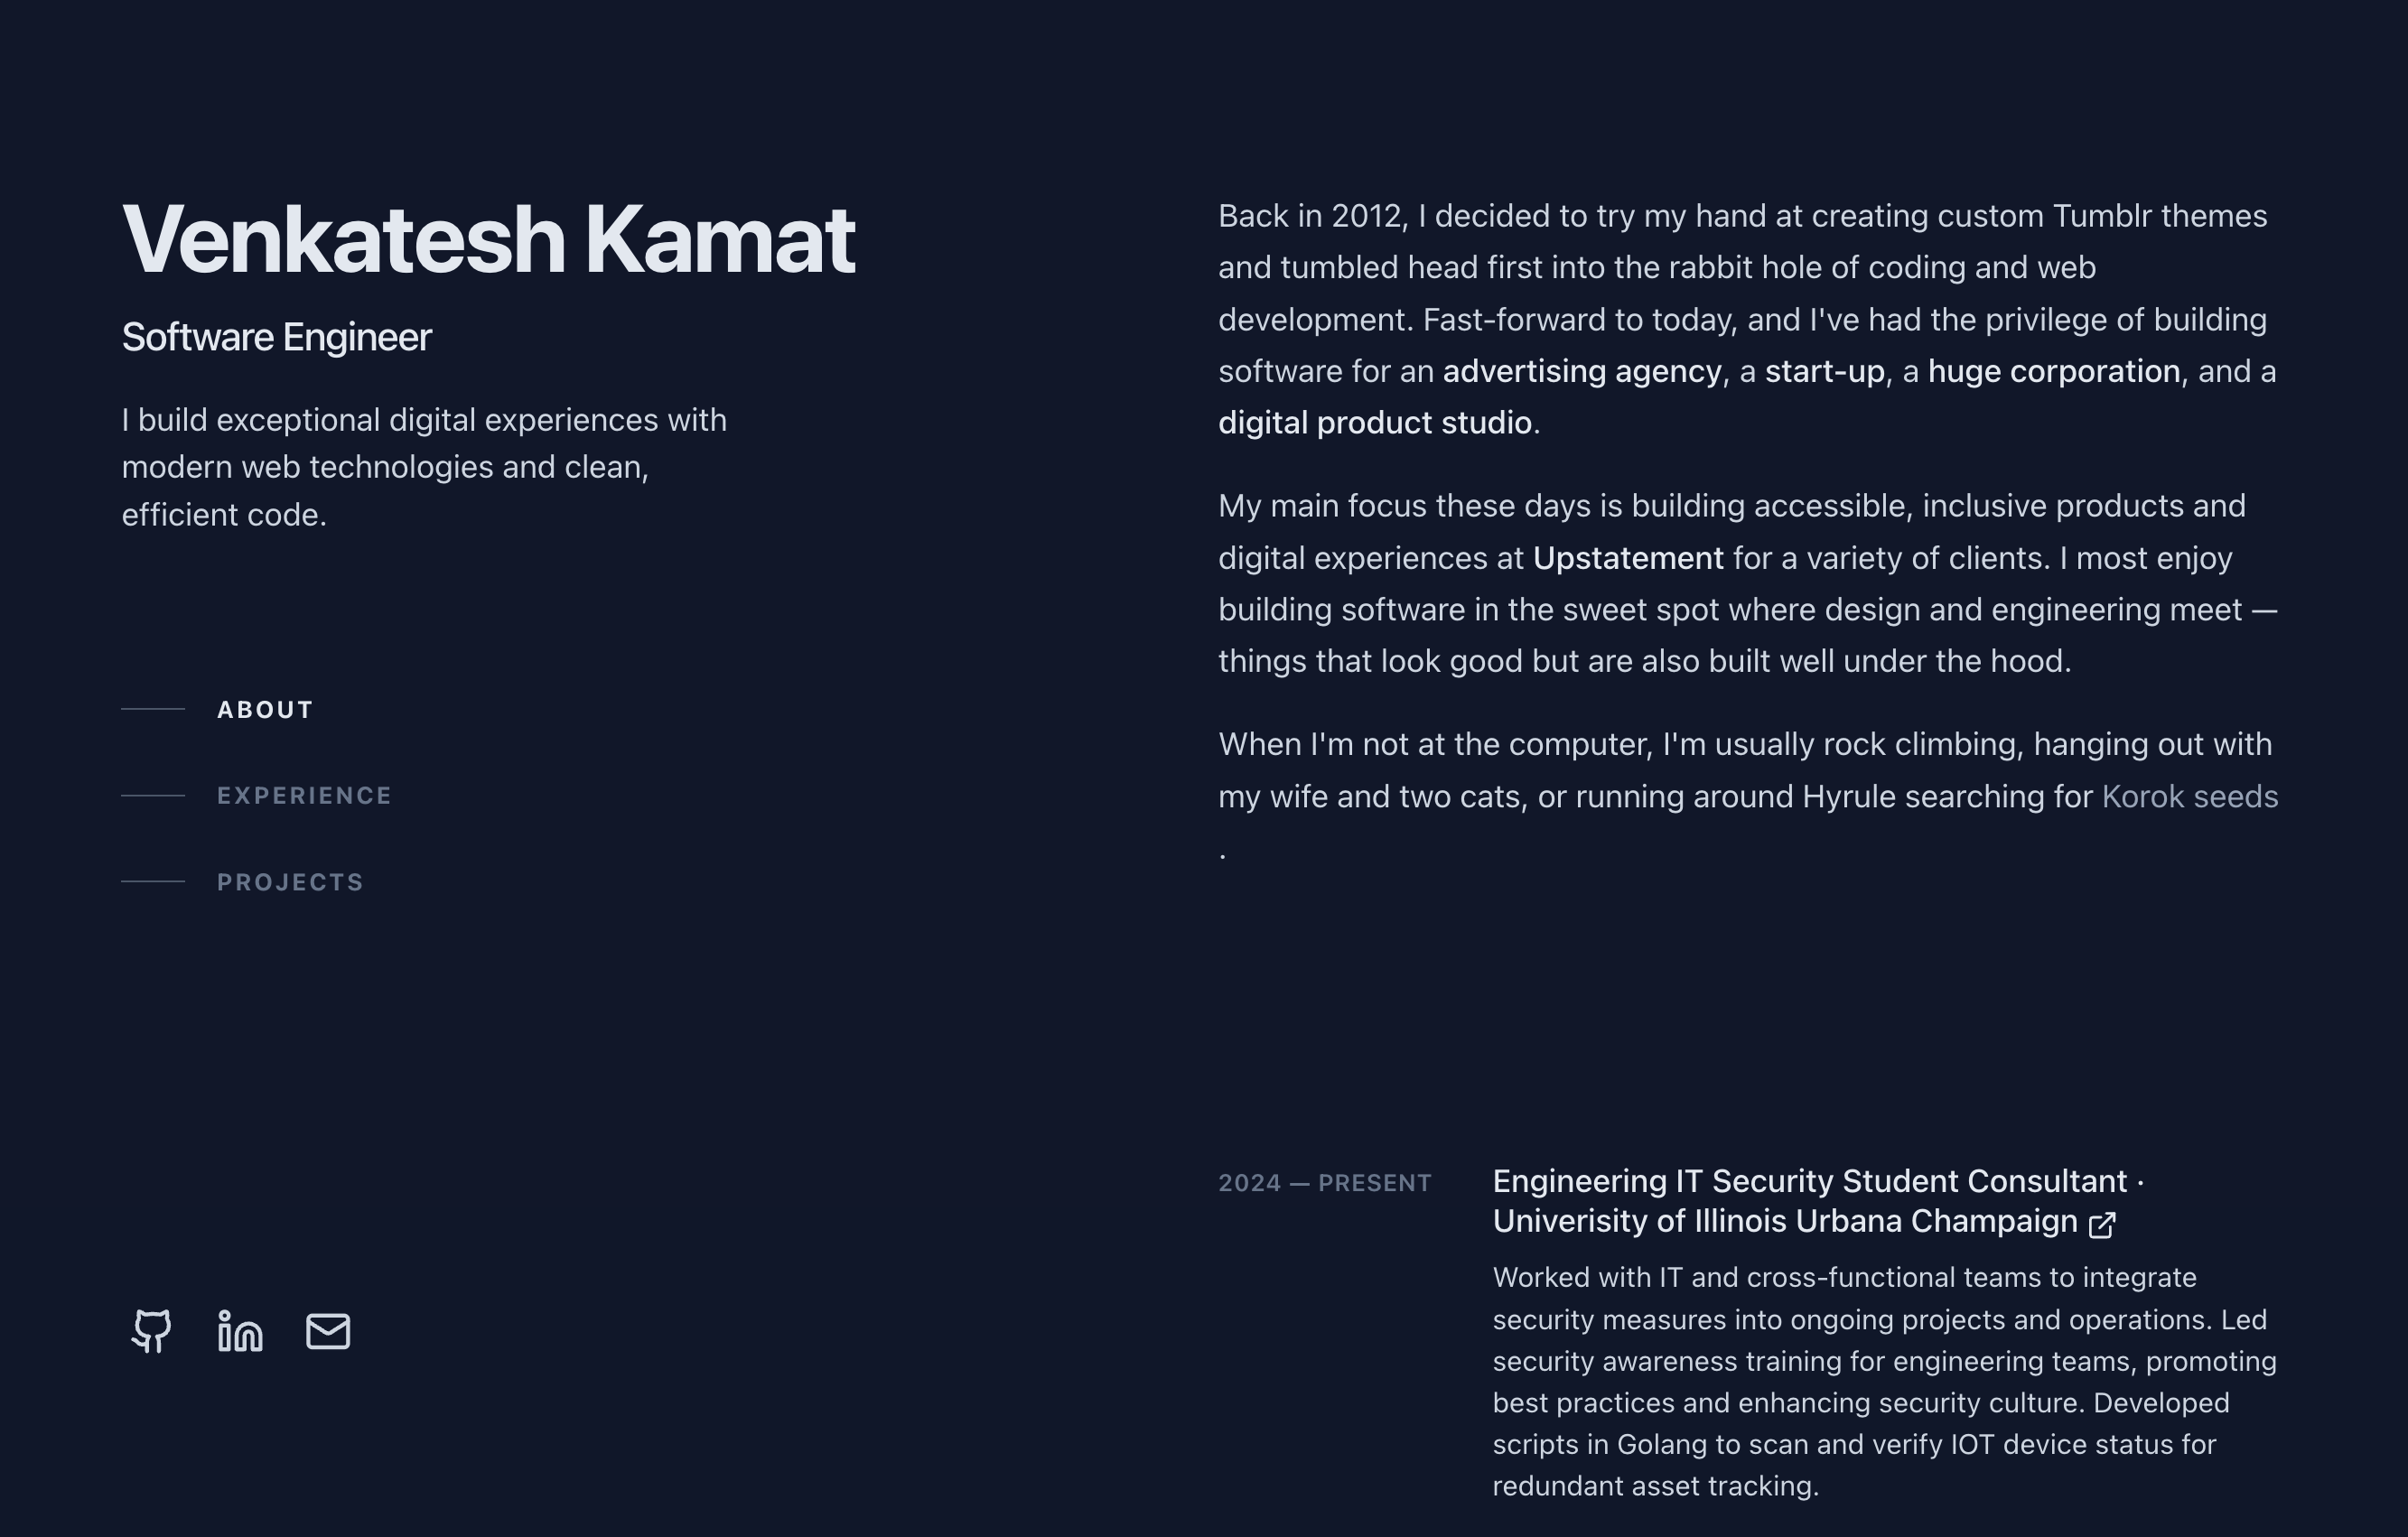 Venkatesh Kamat
Software Engineer
I build exceptional digital experiences with
modern web technologies and clean,
efficient code.
ABOUT
EXPERIENCE
PROJECTS
Back in 2012, I decided to try my hand at creating custom Tumblr themes
and tumbled head first into the rabbit hole of coding and web
development. Fast-forward to today, and I've had the privilege of building
software for an advertising agency, a start-up, a huge corporation, and a
digital product studio.
My main focus these days is building accessible, inclusive products and
digital experiences at Upstatement for a variety of clients. I most enjoy
building software in the sweet spot where design and engineering meet —
things that look good but are also built well under the hood.
When I'm not at the computer, I'm usually rock climbing, hanging out with
my wife and two cats, or running around Hyrule searching for Korok seeds
.
2024 — PRESENT
Engineering IT Security Student Consultant ·
Univerisity of Illinois Urbana Champaign
Worked with IT and cross-functional teams to integrate
security measures into ongoing projects and operations. Led
security awareness training for engineering teams, promoting
best practices and enhancing security culture. Developed
scripts in Golang to scan and verify IOT device status for
redundant asset tracking.